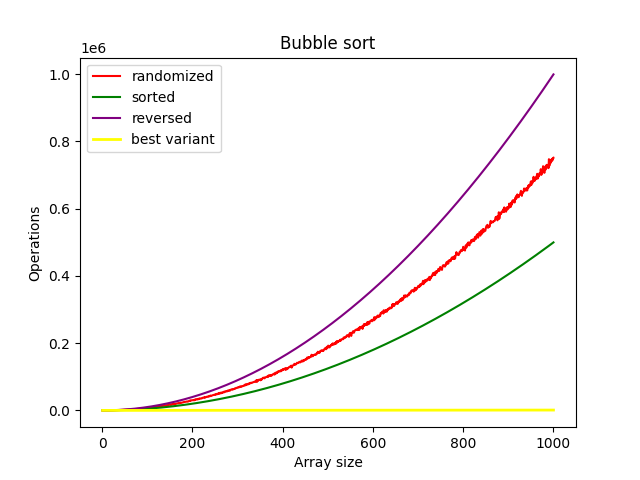 Bubble sort
1e6
randomized
sorted
reversed
best variant
1.0
0.8
0.6
0.4
0.2
0.0
Operations
0 200 400 600 800 1000
Array size